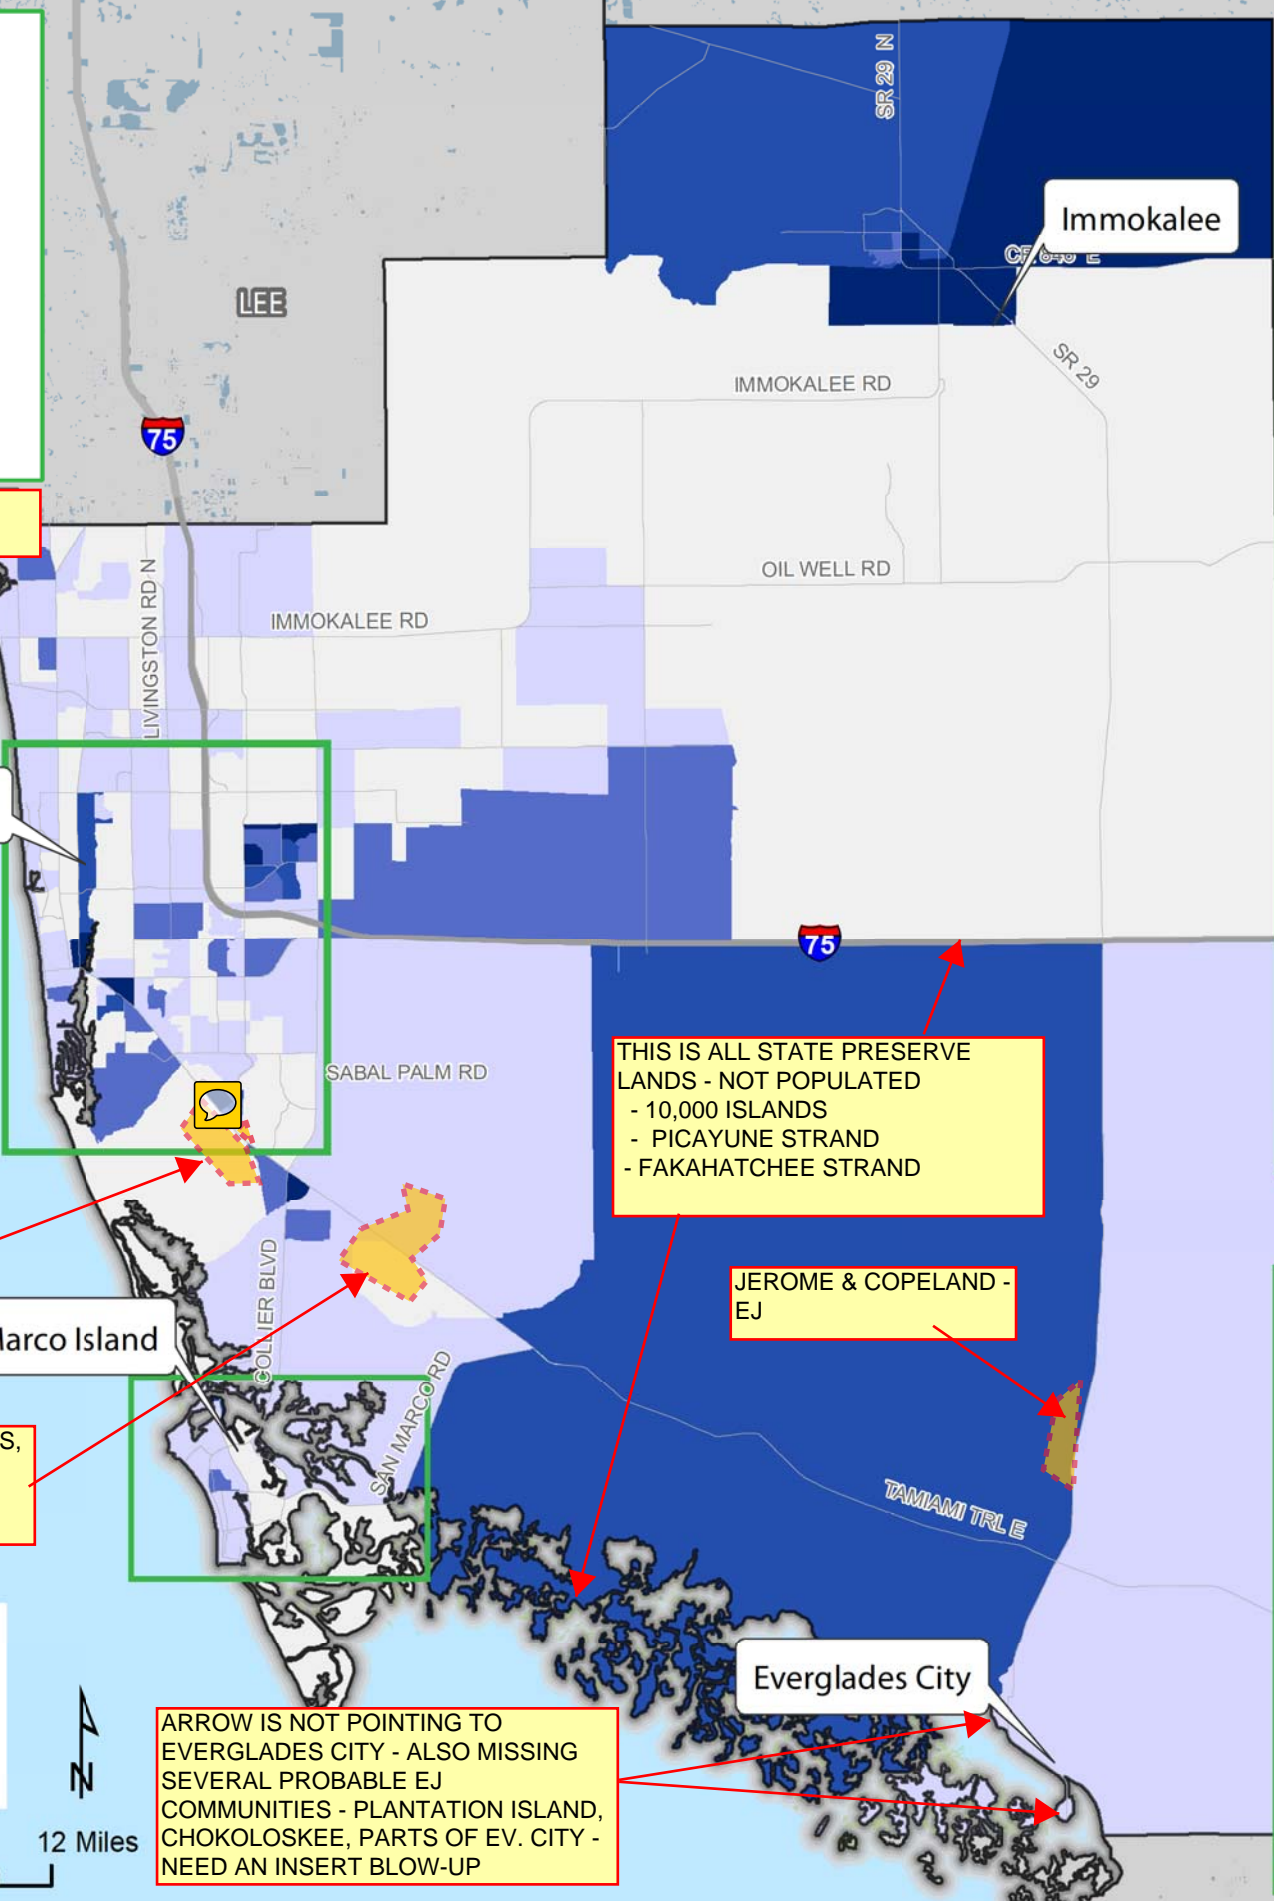 SR 29 N
Immokalee
CR 846 E
LEE
SR 29
IMMOKALEE RD
75
OIL WELL RD
LIVINGSTON RD N
IMMOKALEE RD
75
THIS IS ALL STATE PRESERVE
LANDS - NOT POPULATED
- 10,000 ISLANDS
- PICAYUNE STRAND
- FAKAHATCHEE STRAND
SABAL PALM RD
COLLIER BLVD
JEROME & COPELAND -
EJ
Marco Island
SAN MARCO RD
S,
TAMIAMI TRL E
Everglades City
ARROW IS NOT POINTING TO
EVERGLADES CITY - ALSO MISSING
SEVERAL PROBABLE EJ
COMMUNITIES - PLANTATION ISLAND,
CHOKOLOSKEE, PARTS OF EV. CITY -
NEED AN INSERT BLOW-UP
N
12 Miles